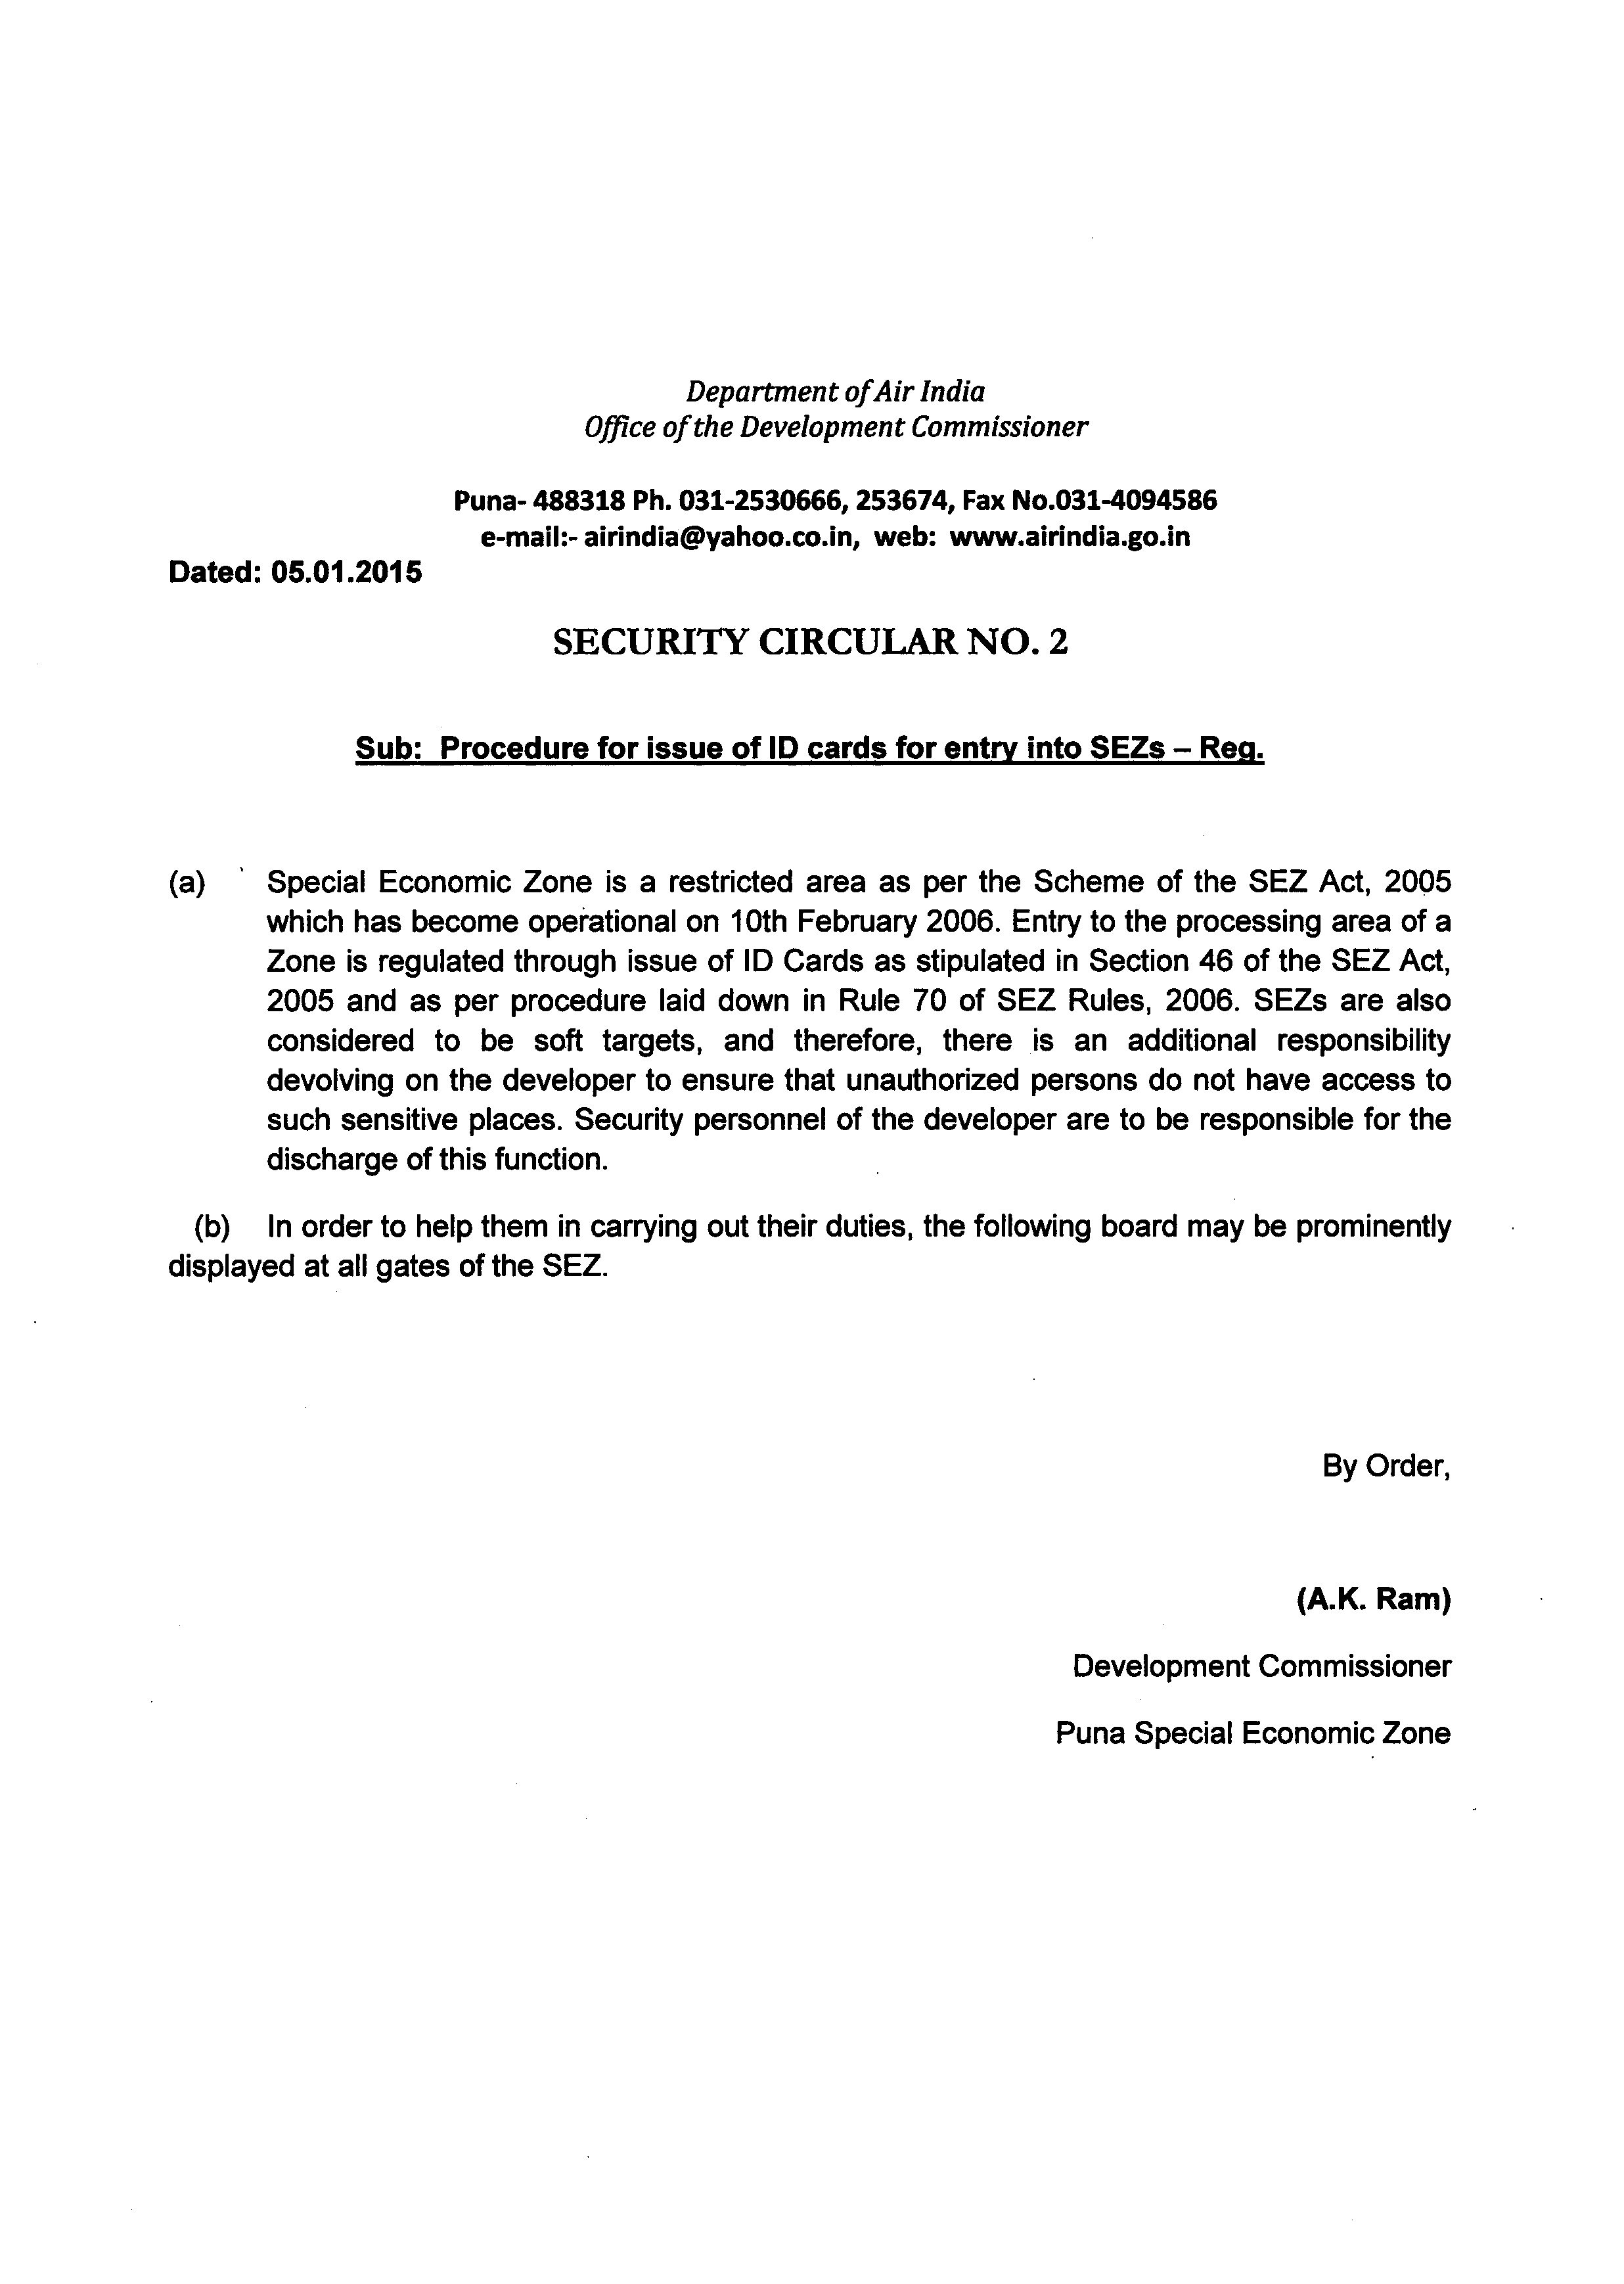 Department of Air India
Office of the Development Commissioner
Puna- 488318 Ph. 031-2530666, 253674, Fax No.031-4094586
e-mail:- airindia@yahoo.co.in, web: www.airindia.go.in
Dated: 05.01.2015
SECURITY CIRCULAR NO. 2
Sub: Procedure for issue of ID cards for entry into SEZs – Reg.
(a) Special Economic Zone is a restricted area as per the Scheme of the SEZ Act, 2005
which has become operational on 10th February 2006. Entry to the processing area of a
Zone is regulated through issue of ID Cards as stipulated in Section 46 of the SEZ Act,
2005 and as per procedure laid down in Rule 70 of SEZ Rules, 2006. SEZs are also
considered to be soft targets, and therefore, there is an additional responsibility
devolving on the developer to ensure that unauthorized persons do not have access to
such sensitive places. Security personnel of the developer are to be responsible for the
discharge of this function.
(b) In order to help them in carrying out their duties, the following board may be prominently
displayed at all gates of the SEZ.
By Order,
(A.K. Ram)
Development Commissioner
Puna Special Economic Zone